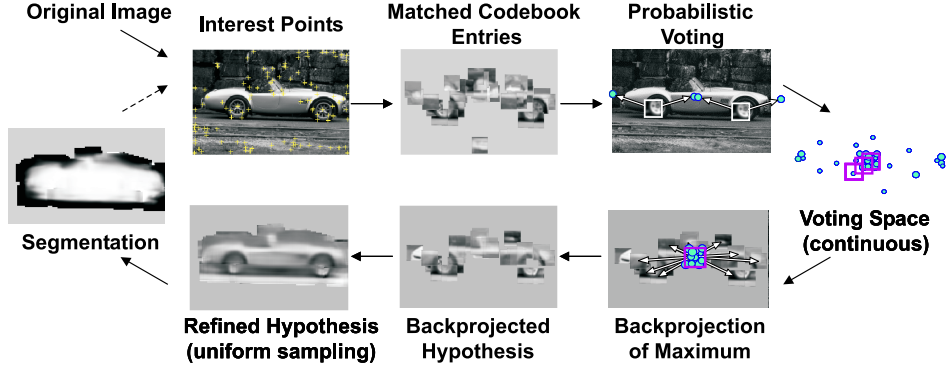 Original Image
Interest Points
Matched Codebook
Entries
Probabilistic
Voting
Voting Space
(continuous)
Segmentation
Refined Hypothesis
(uniform sampling)
Backprojected
Hypothesis
Backprojection
of Maximum